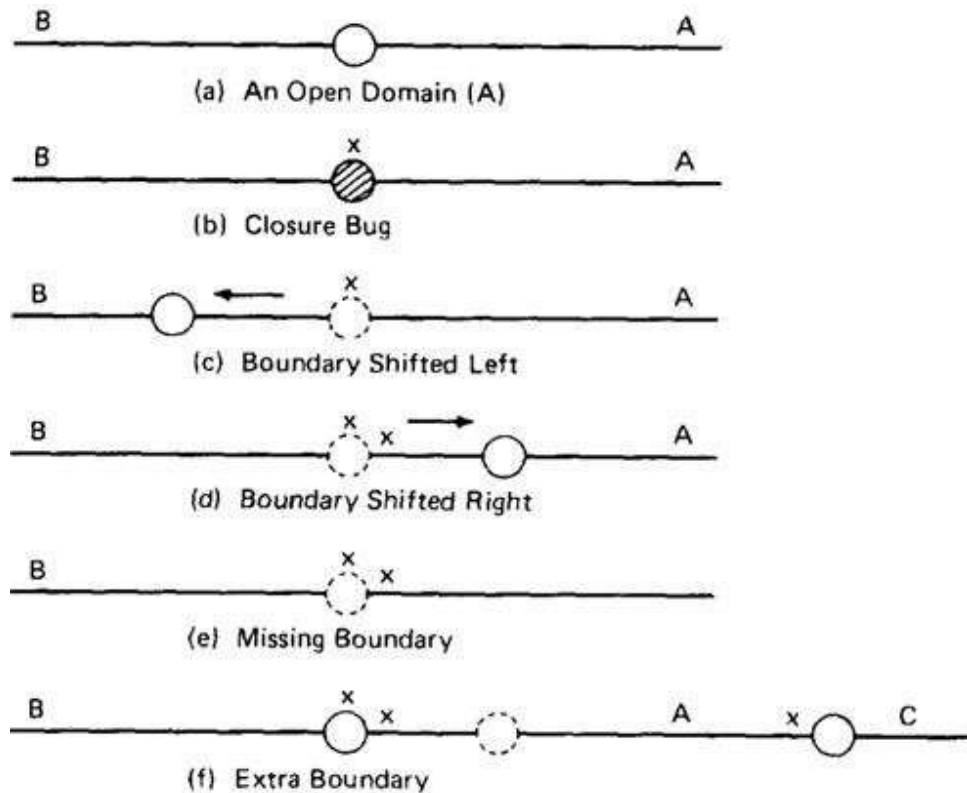 B A
(a) An Open Domain (A)
x
B A
(b) Closure Bug
x
B A
(c) Boundary Shifted Left
x
B x A
(d) Boundary Shifted Right
x
B x
(e) Missing Boundary
x
B x A x C
(f) Extra Boundary